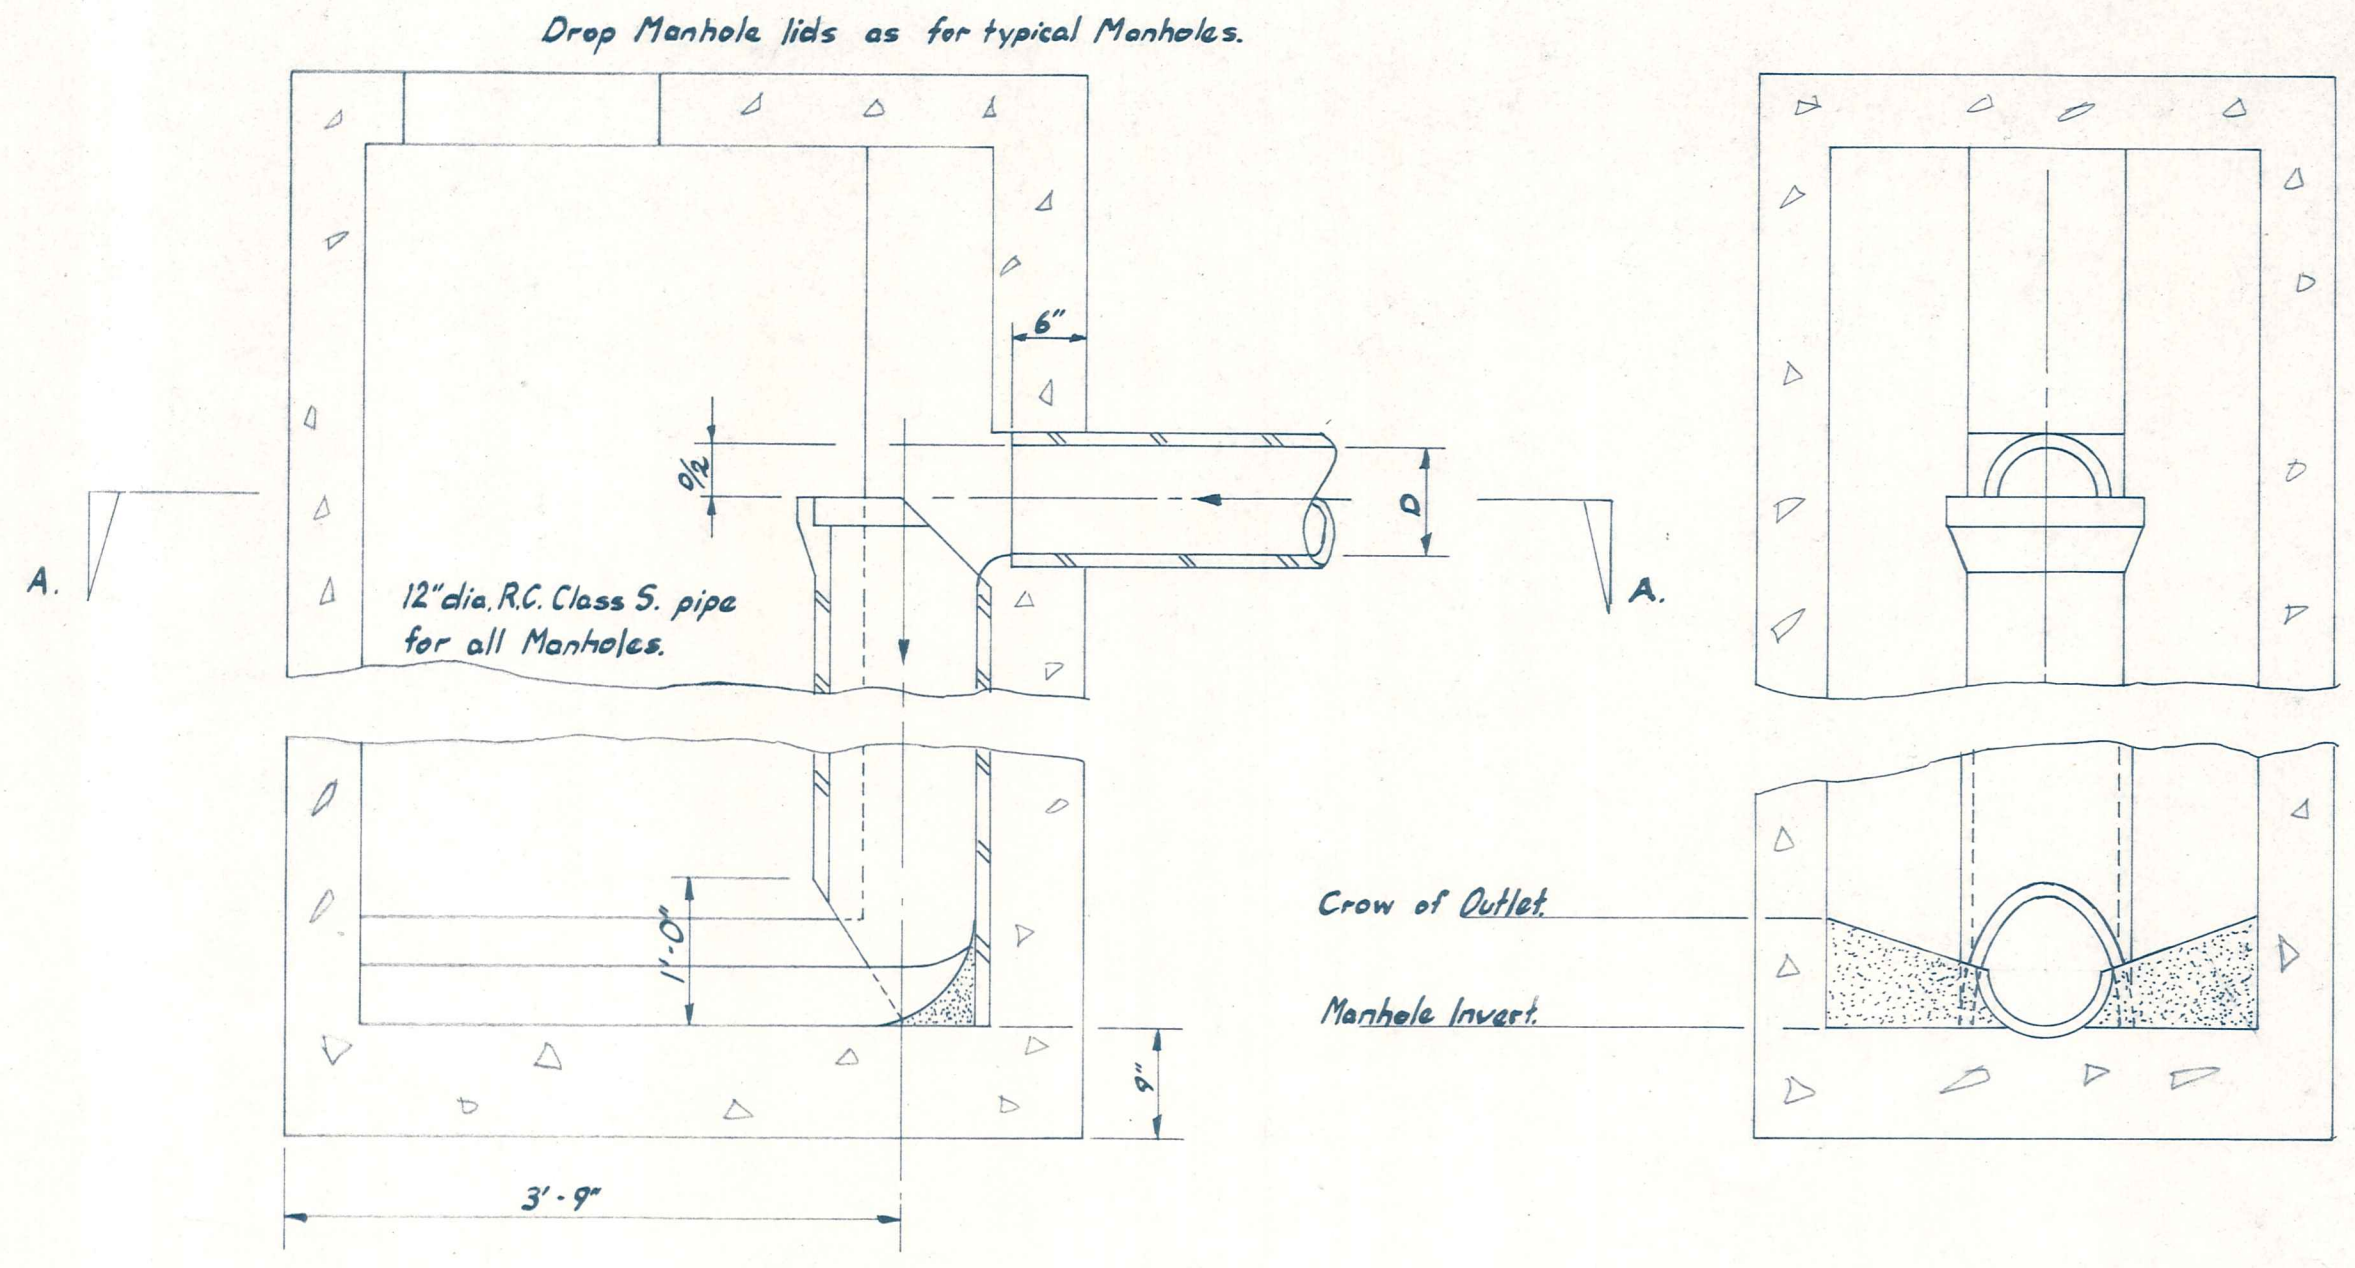 Drop Manhole lids as for typical Manholes.
6"
D/2
D
A.
A.
12" dia. R.C. Class S. pipe
for all Manholes.
1'-0"
Crow of Outlet.
Manhole Invert.
9"
3'-9"